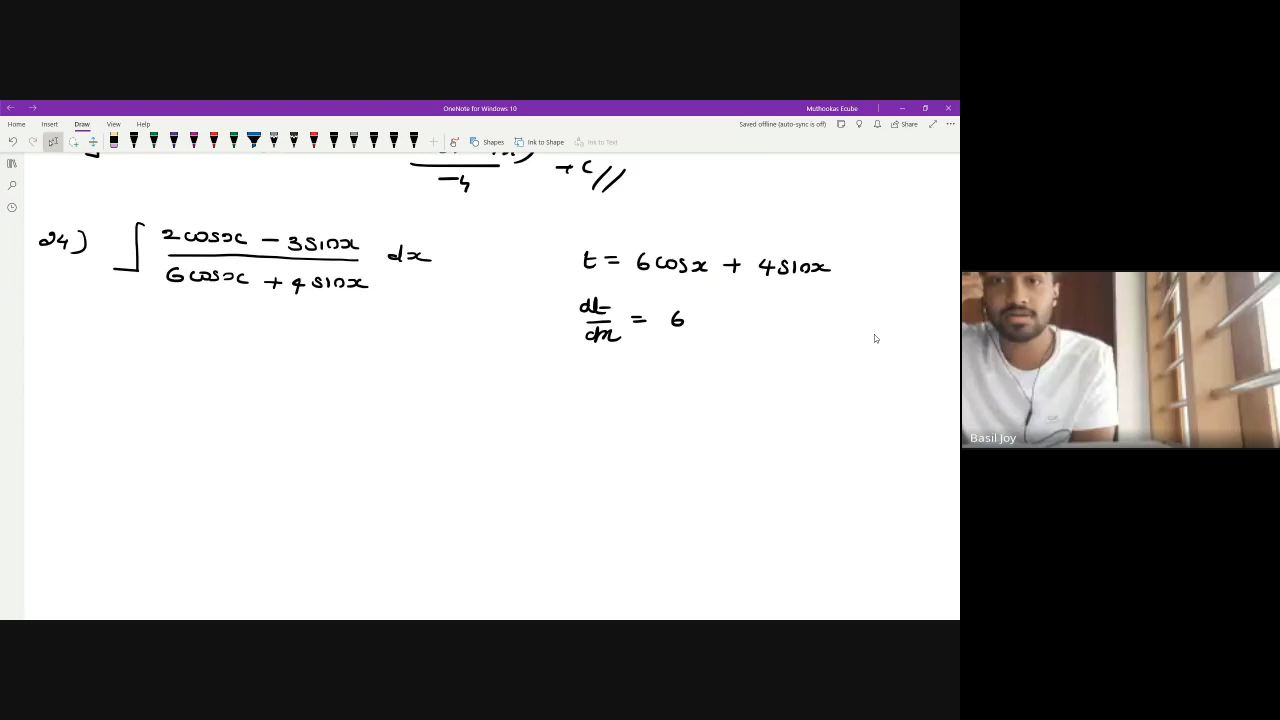 OneNote for Windows 10
Muthookas Ecube
Home Insert Draw View Help
Saved offline (auto-sync is off) Share
Shapes Ink to Shape Ink to Text
-4 + C //
24) ∫ 2cosx - 3sinx / 6cosx + 4sinx dx
t = 6cosx + 4sinx
dt/dx = 6
Basil Joy